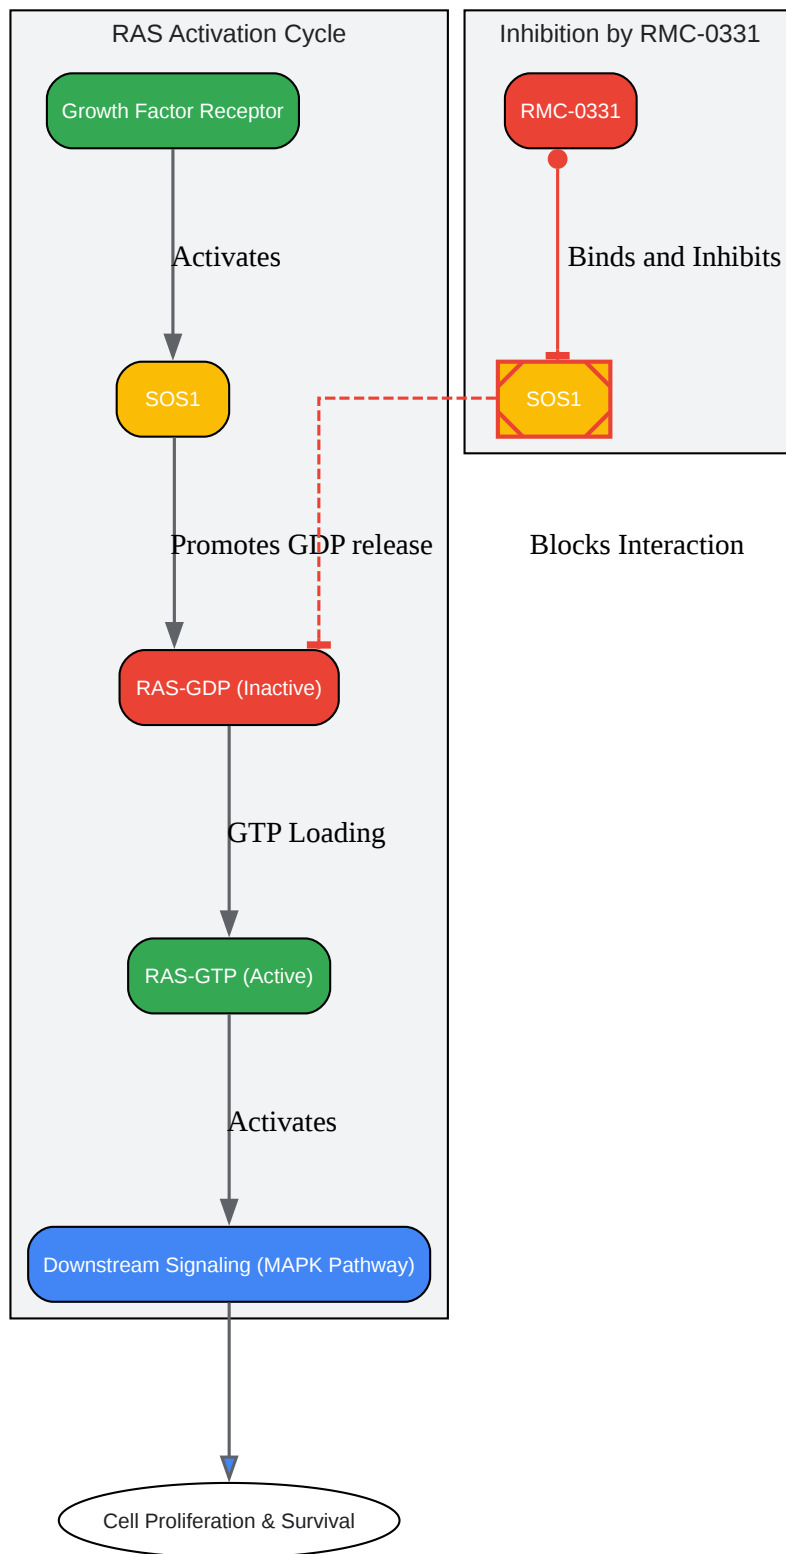 RAS Activation Cycle
Inhibition by RMC-0331
Growth Factor Receptor
RMC-0331
Activates
Binds and Inhibits
SOS1
SOS1
Promotes GDP release
Blocks Interaction
RAS-GDP (Inactive)
GTP Loading
RAS-GTP (Active)
Activates
Downstream Signaling (MAPK Pathway)
Cell Proliferation & Survival